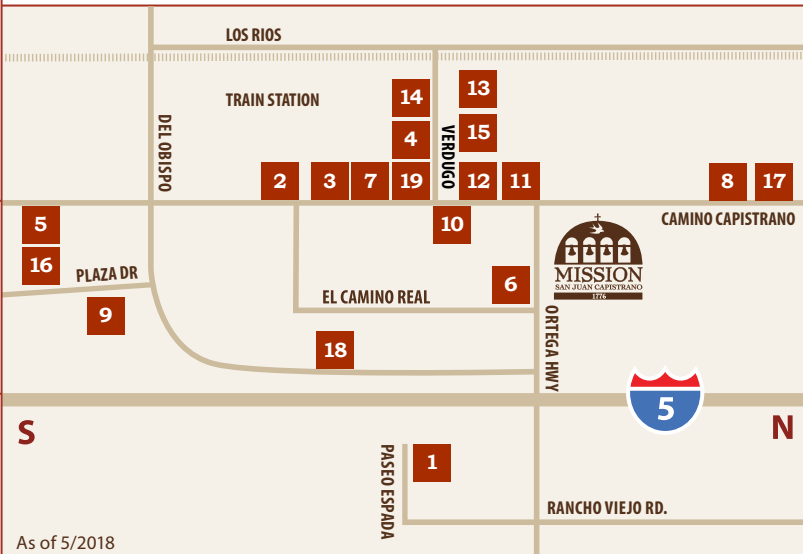 LOS RIOS
TRAIN STATION
DEL OBISPO
VERDUGO
14
13
4
15
2
3
7
19
12
11
8
17
CAMINO CAPISTRANO
5
10
16
PLAZA DR
9
6
EL CAMINO REAL
MISSION
SAN JUAN CAPISTRANO
1776
ORTEGA HWY
18
5
S
N
PASEO ESPADA
1
RANCHO VIEJO RD.
As of 5/2018